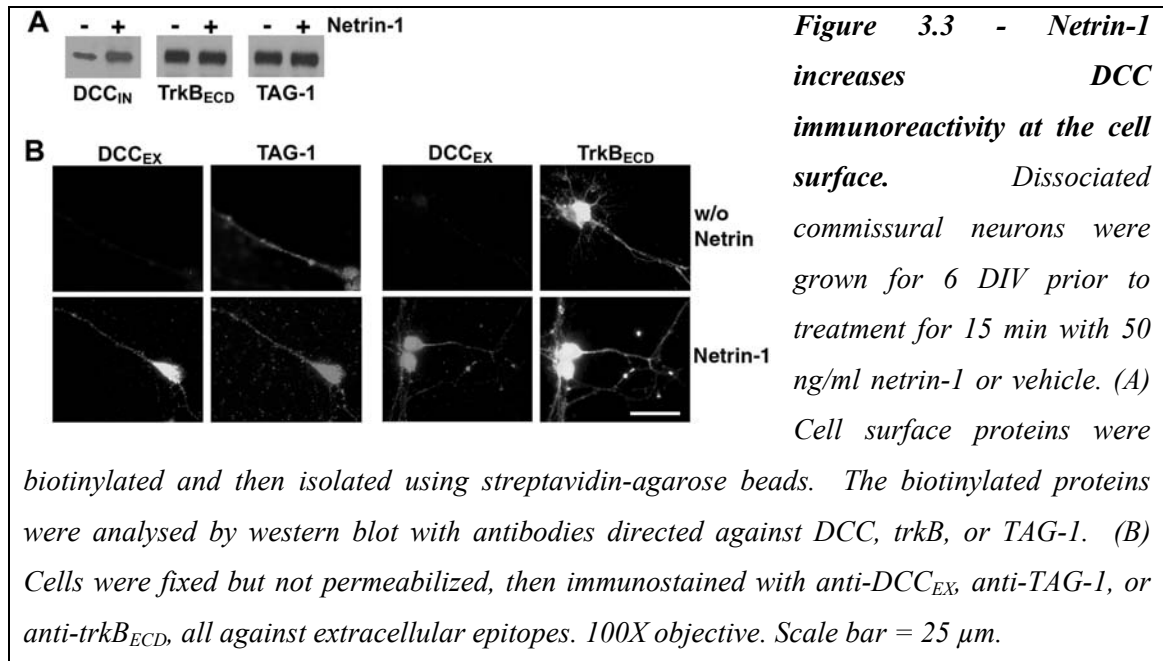 A - + - + - + Netrin-1
DCC_IN TrkB_ECD TAG-1
B DCC_EX TAG-1 DCC_EX TrkB_ECD
w/o
Netrin
Netrin-1
Figure 3.3 - Netrin-1
increases DCC
immunoreactivity at the cell
surface. Dissociated
commissural neurons were
grown for 6 DIV prior to
treatment for 15 min with 50
ng/ml netrin-1 or vehicle. (A)
Cell surface proteins were
biotinylated and then isolated using streptavidin-agarose beads. The biotinylated proteins
were analysed by western blot with antibodies directed against DCC, trkB, or TAG-1. (B)
Cells were fixed but not permeabilized, then immunostained with anti-DCC_EX, anti-TAG-1, or
anti-trkB_ECD, all against extracellular epitopes. 100X objective. Scale bar = 25 µm.